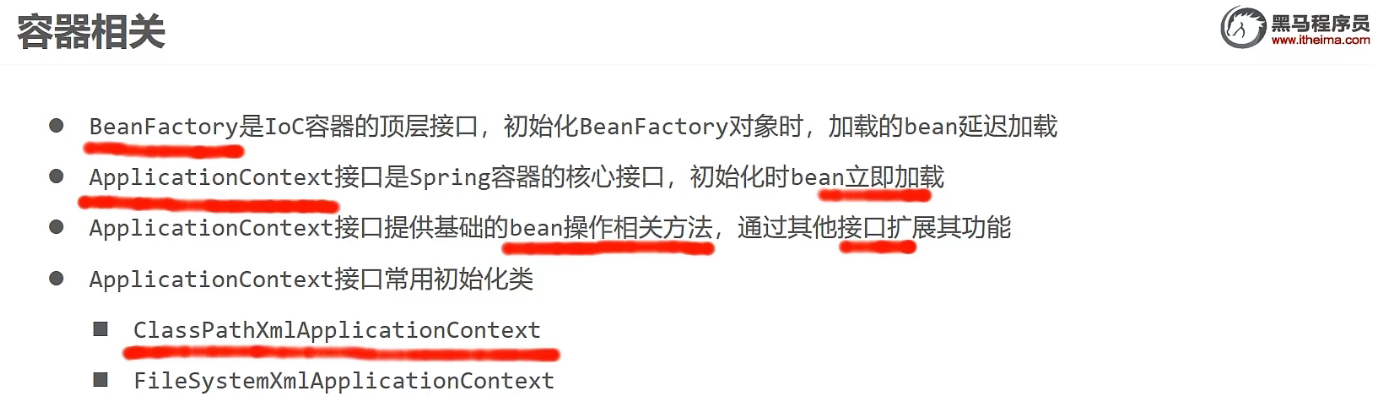 容器相关
黑马程序员
www.itheima.com
BeanFactory是IoC容器的顶层接口，初始化BeanFactory对象时，加载的bean延迟加载
ApplicationContext接口是Spring容器的核心接口，初始化时bean立即加载
ApplicationContext接口提供基础的bean操作相关方法，通过其他接口扩展其功能
ApplicationContext接口常用初始化类
ClassPathXmlApplicationContext
FileSystemXmlApplicationContext